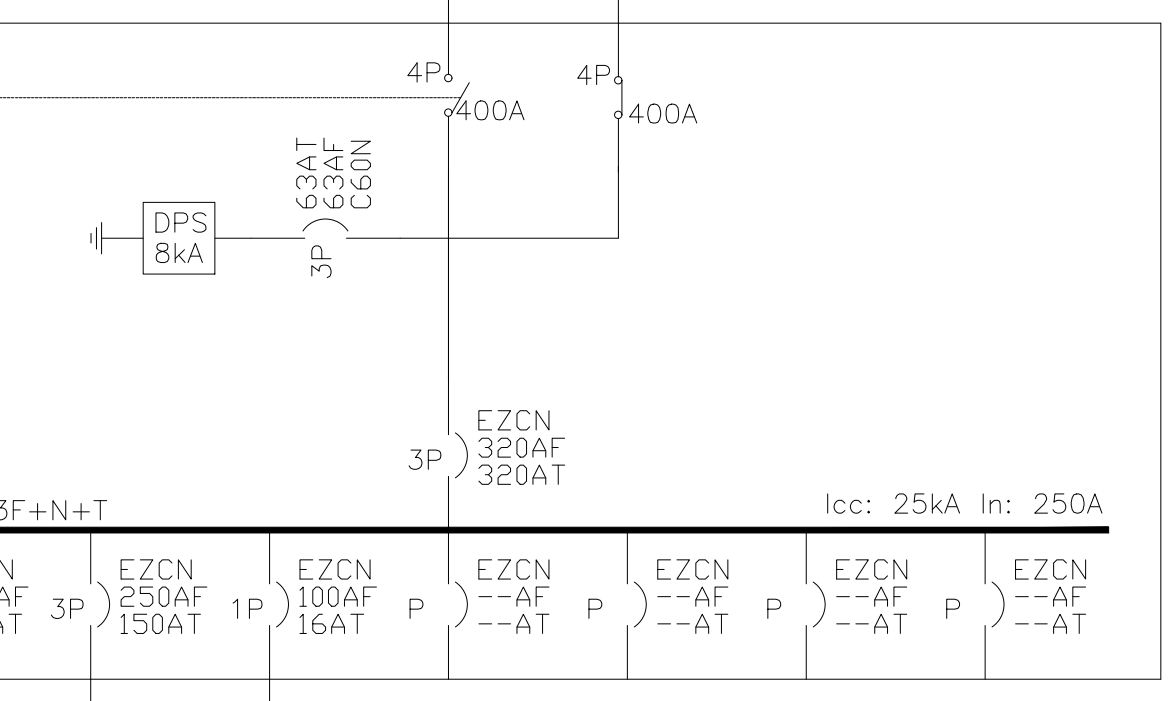 4P
400A
4P
400A
63AT
63AF
C60N
3P
DPS
8kA
EZCN
320AF
320AT
3P
3F+N+T
Icc: 25kA In: 250A
N
AF
AT
3P
EZCN
250AF
150AT
1P
EZCN
100AF
16AT
P
EZCN
--AF
--AT
P
EZCN
--AF
--AT
P
EZCN
--AF
--AT
P
EZCN
--AF
--AT